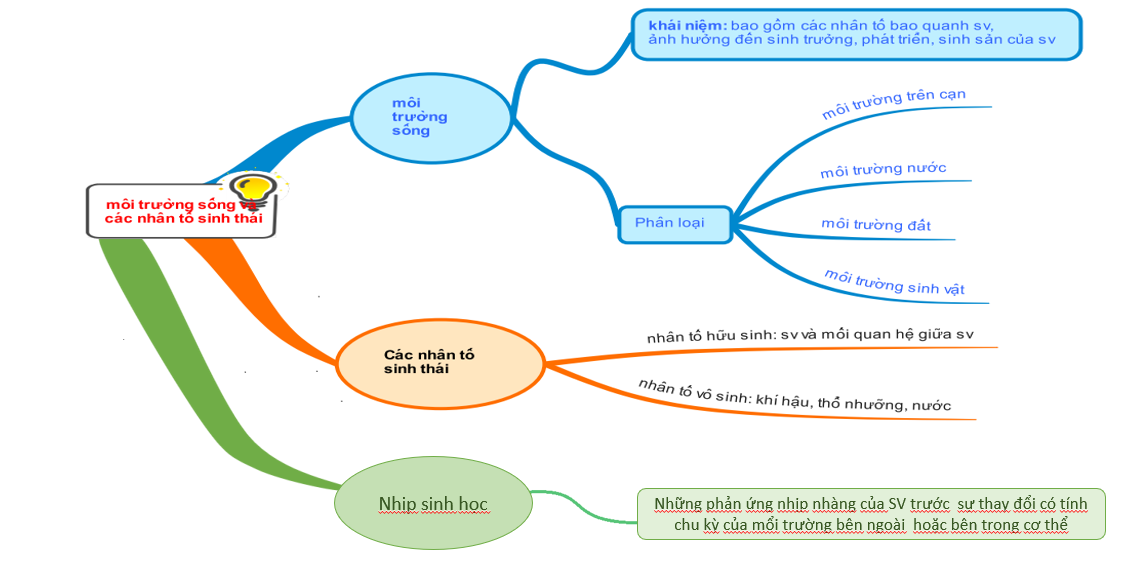 khái niệm: bao gồm các nhân tố bao quanh sv,
ảnh hưởng đến sinh trưởng, phát triển, sinh sản của sv
môi
trường
sống
môi trường trên cạn
môi trường nước
Phân loại
môi trường đất
môi trường sinh vật
môi trường sống và
các nhân tố sinh thái
Các nhân tố
sinh thái
nhân tố hữu sinh: sv và mối quan hệ giữa sv
nhân tố vô sinh: khí hậu, thổ nhưỡng, nước
Nhip sinh học
Những phản ứng nhịp nhàng của SV trước sư thay đổi có tính
chu kỳ của mổi trường bên ngoài hoặc bên trong cơ thể